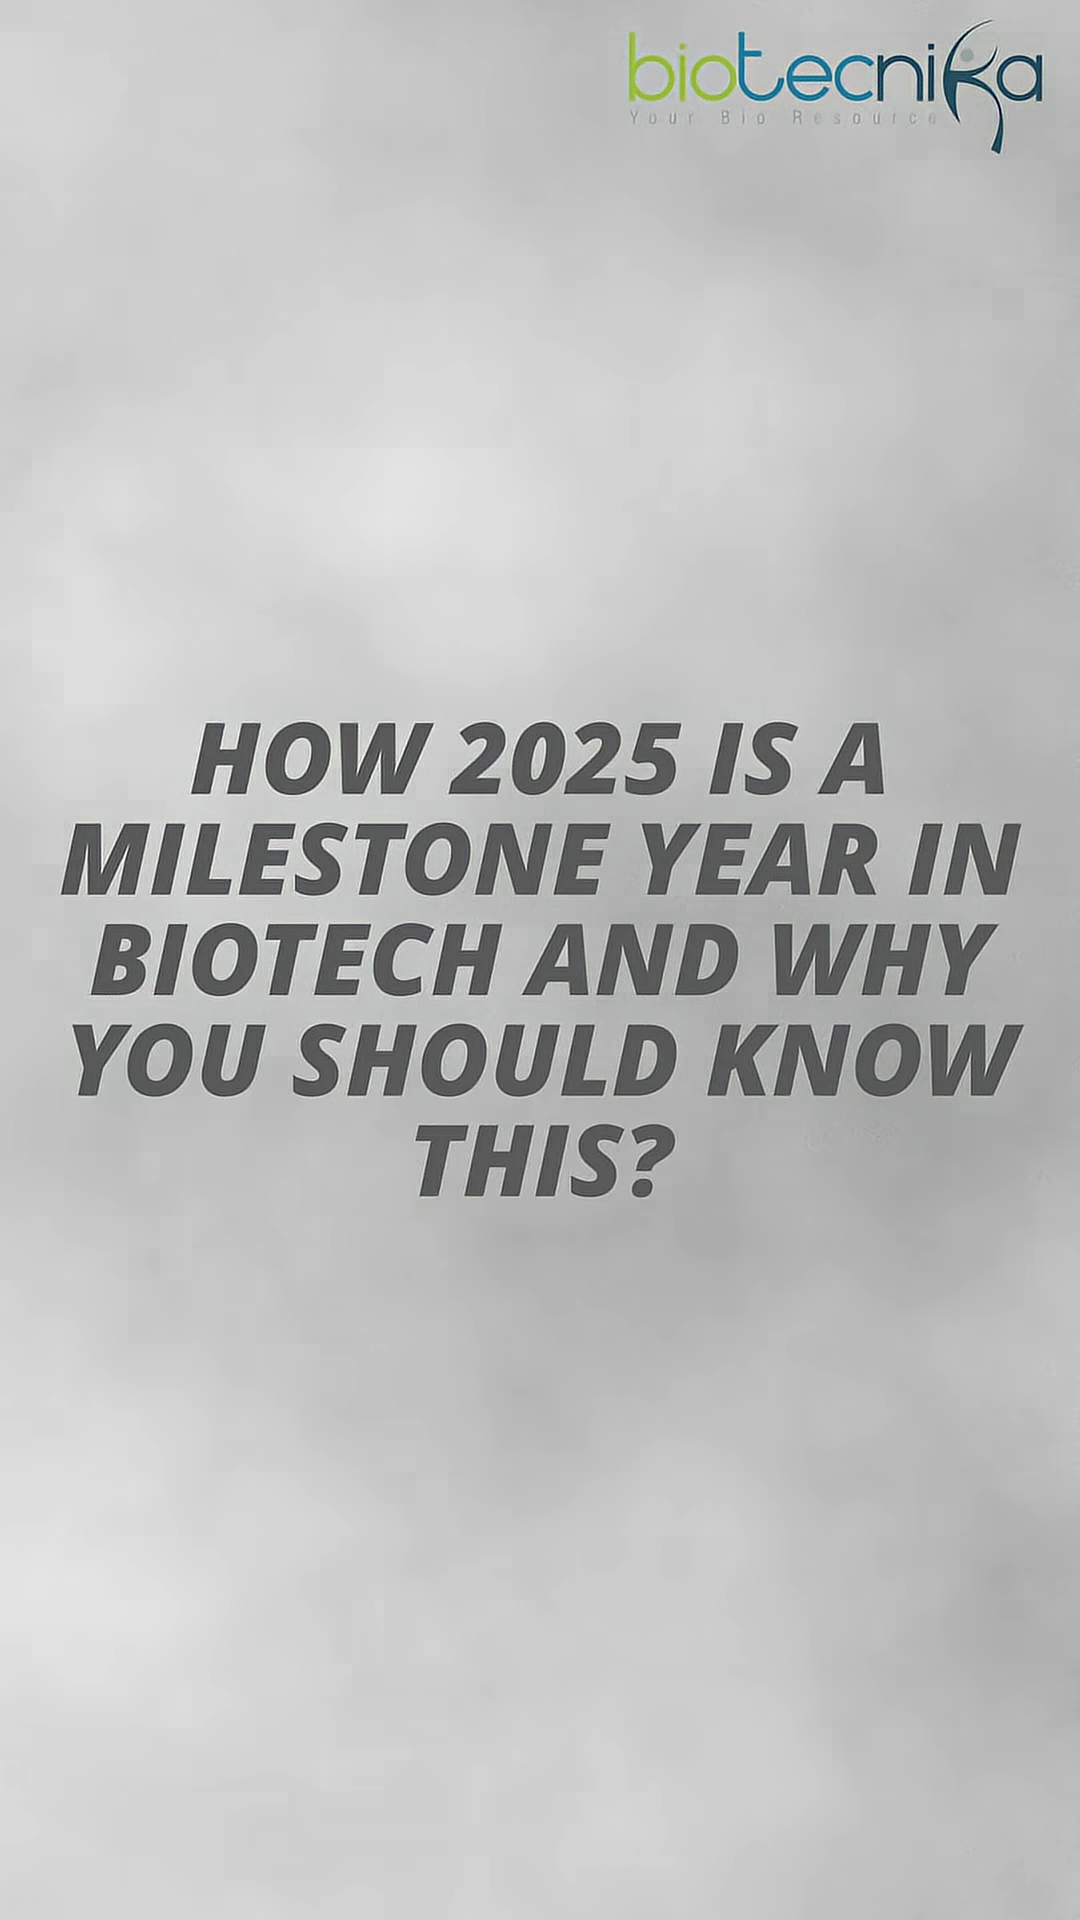 biotecnika
Your Bio Resource
HOW 2025 IS A
MILESTONE YEAR IN
BIOTECH AND WHY
YOU SHOULD KNOW
THIS?